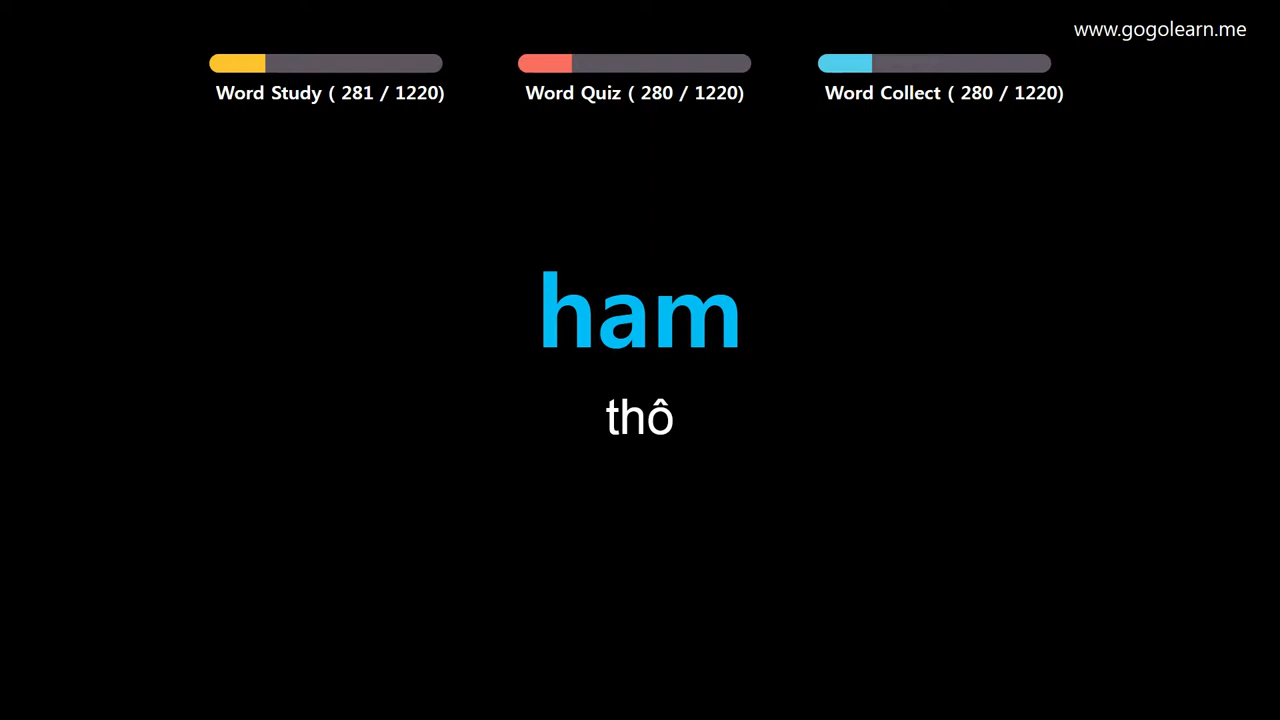 www.gogolearn.me
Word Study ( 281 / 1220)
Word Quiz ( 280 / 1220)
Word Collect ( 280 / 1220)
ham
thô